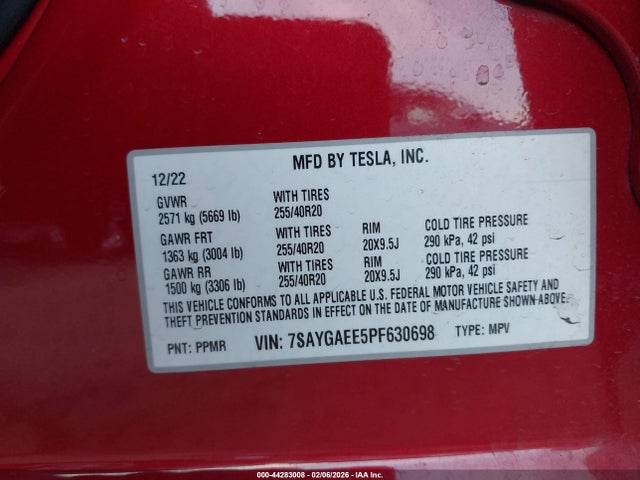 MFD BY TESLA, INC.
12/22
GVWR WITH TIRES
2571 kg (5669 lb) 255/40R20
GAWR FRT WITH TIRES RIM COLD TIRE PRESSURE
1363 kg (3004 lb) 255/40R20 20X9.5J 290 kPa, 42 psi
GAWR RR WITH TIRES RIM COLD TIRE PRESSURE
1500 kg (3306 lb) 255/40R20 20X9.5J 290 kPa, 42 psi
THIS VEHICLE CONFORMS TO ALL APPLICABLE U.S. FEDERAL MOTOR VEHICLE SAFETY AND
THEFT PREVENTION STANDARDS IN EFFECT ON THE DATE OF MANUFACTURE SHOWN ABOVE.
PNT: PPMR VIN: 7SAYGAEE5PF630698 TYPE: MPV
000-44283008 - 02/06/2026 - IAA Inc.